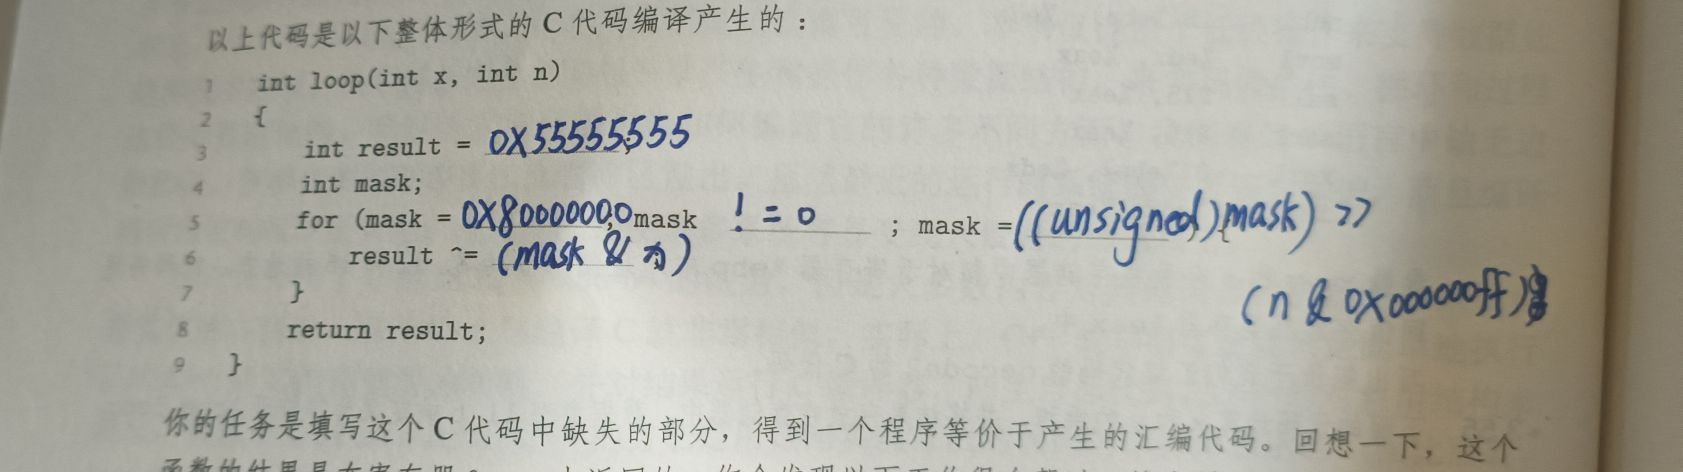 以上代码是以下整体形式的 C 代码编译产生的：
1 int loop(int x, int n)
2 {
3 int result = 0X55555555;
4 int mask;
5 for (mask = 0X80000000; mask != 0 ; mask = ((unsigned)mask) >>
(n & 0X000000ff)
6 result ^= (mask & x)
7 }
8 return result;
9 }
你的任务是填写这个 C 代码中缺失的部分，得到一个程序等价于产生的汇编代码。回想一下，这个